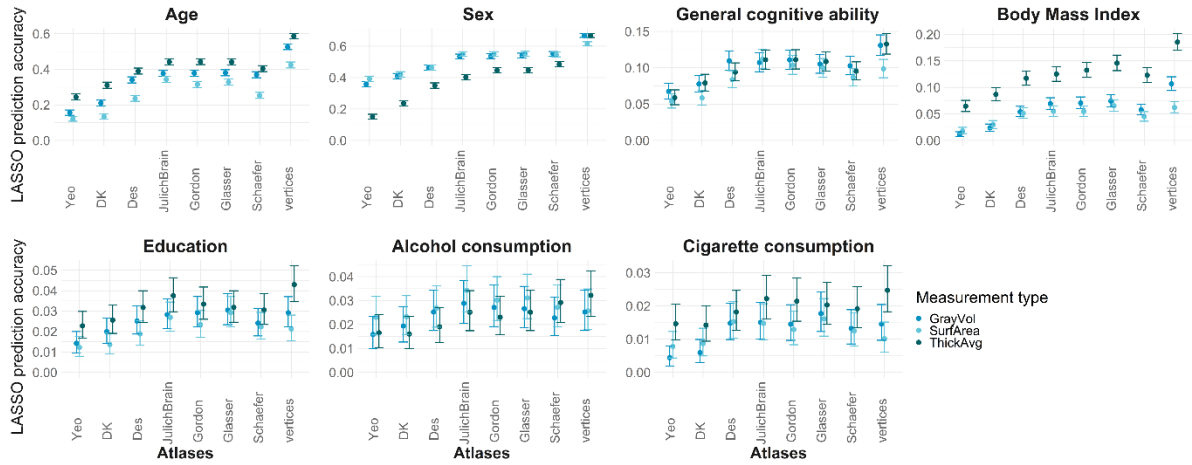 Age
Sex
General cognitive ability
Body Mass Index
LASSO prediction accuracy
0.6
0.4
0.2
0.0
0.6
0.4
0.2
0.0
0.15
0.10
0.05
0.00
0.20
0.15
0.10
0.05
0.00
Yeo
DK
Des
JulichBrain
Gordon
Glasser
Schaefer
vertices
Yeo
DK
Des
JulichBrain
Gordon
Glasser
Schaefer
vertices
Yeo
DK
Des
JulichBrain
Gordon
Glasser
Schaefer
vertices
Yeo
DK
Des
JulichBrain
Gordon
Glasser
Schaefer
vertices
Education
Alcohol consumption
Cigarette consumption
LASSO prediction accuracy
0.05
0.04
0.03
0.02
0.01
0.00
0.04
0.03
0.02
0.01
0.00
0.03
0.02
0.01
0.00
Yeo
DK
Des
JulichBrain
Gordon
Glasser
Schaefer
vertices
Yeo
DK
Des
JulichBrain
Gordon
Glasser
Schaefer
vertices
Yeo
DK
Des
JulichBrain
Gordon
Glasser
Schaefer
vertices
Atlases
Atlases
Atlases
Measurement type
GrayVol
SurfArea
ThickAvg